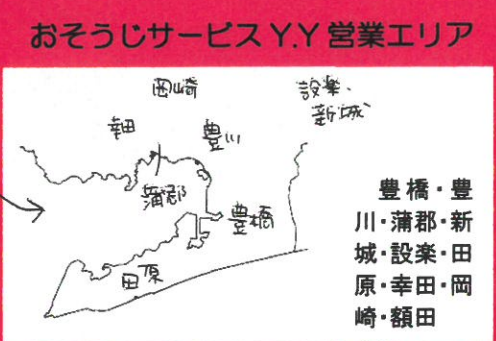 おそうじサービスY.Y営業エリア
岡崎
設楽、
新城
幸田
豊川
蒲郡
豊橋
田原
豊橋・豊
川・蒲郡・新
城・設楽・田
原・幸田・岡
崎・額田